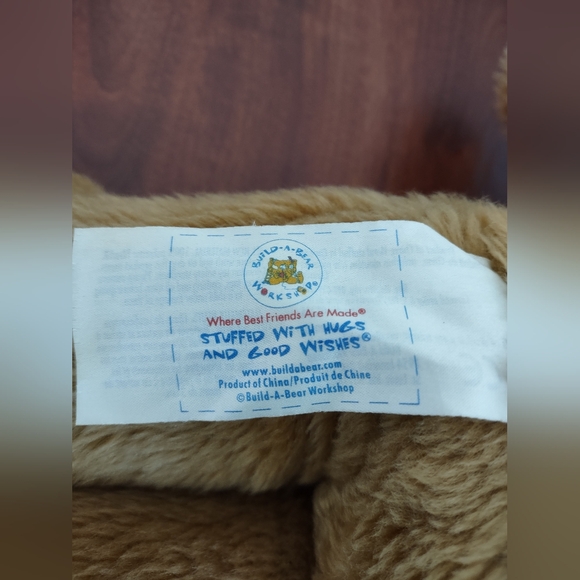 BUILD-A-BEAR
WORKSHOP®
Where Best Friends Are Made®
STUFFED WITH HUGS
AND GOOD WISHES®
www.buildabear.com
Product of China/Produit de Chine
©Build-A-Bear Workshop